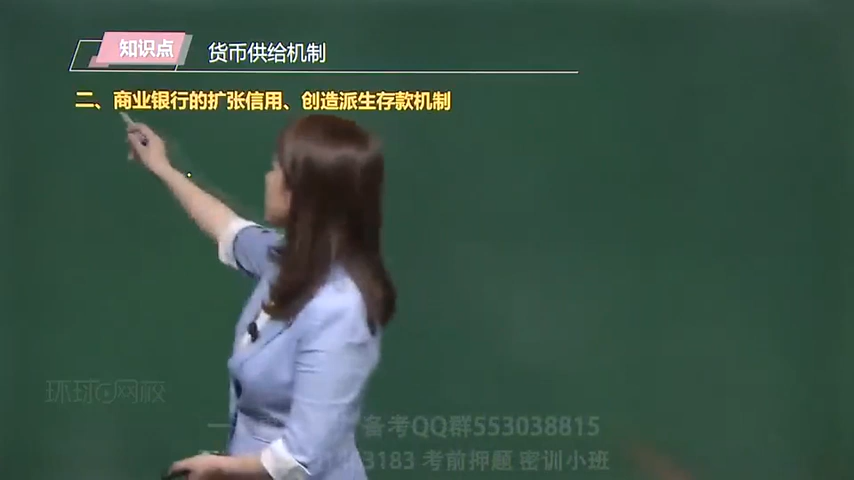 知识点 货币供给机制
二、商业银行的扩张信用、创造派生存款机制
环球网校
备考QQ群553038815
3183 考前押题 密训小班